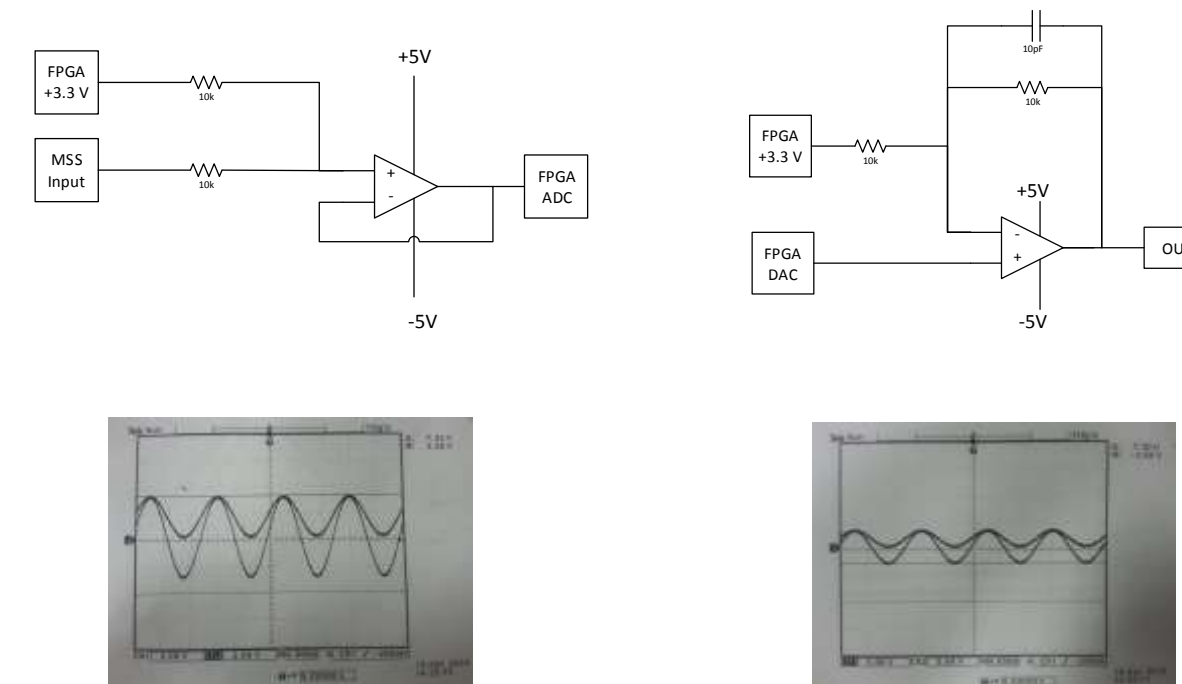 FPGA
+3.3 V
10k
MSS
Input
10k
+5V
+
-
-5V
FPGA
ADC
10pF
10k
FPGA
+3.3 V
10k
FPGA
DAC
+5V
-
+
-5V
OU